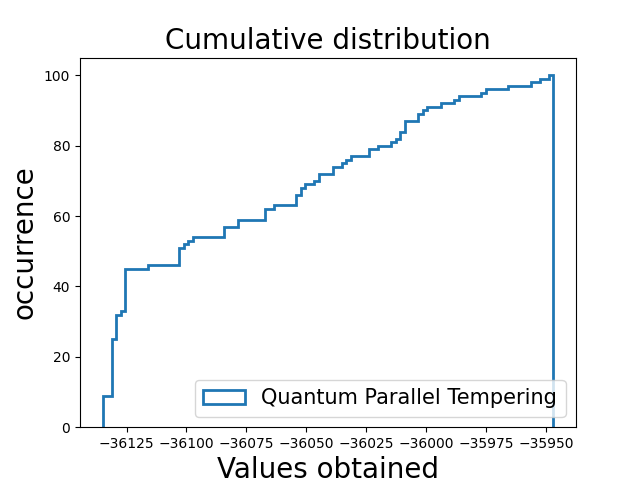 Cumulative distribution
100
80
60
40
20
0
occurrence
Quantum Parallel Tempering
−36125 −36100 −36075 −36050 −36025 −36000 −35975 −35950
Values obtained